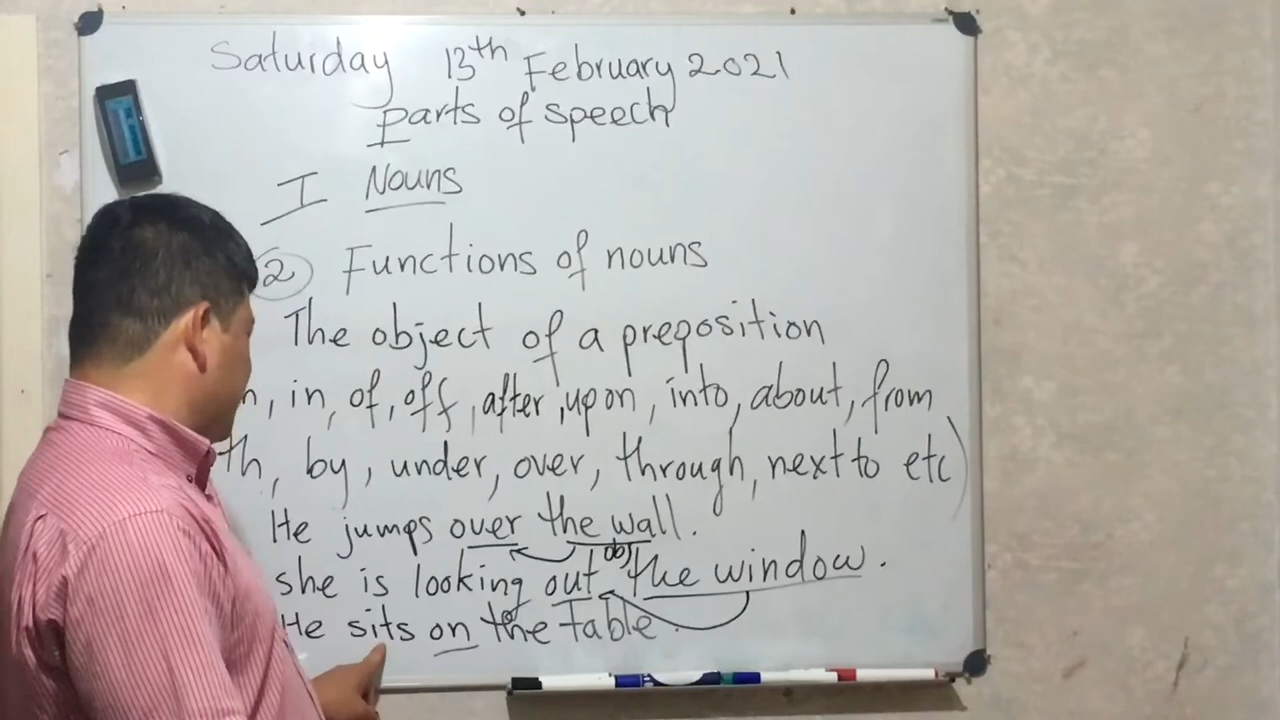 Saturday 13th February 2021
Parts of speech
I Nouns
2 Functions of nouns
The object of a preposition
, in, of, off, after, upon, into, about, from
th, by, under, over, through, next to etc)
He jumps over the wall.
obj
she is looking out the window.
He sits on the table.